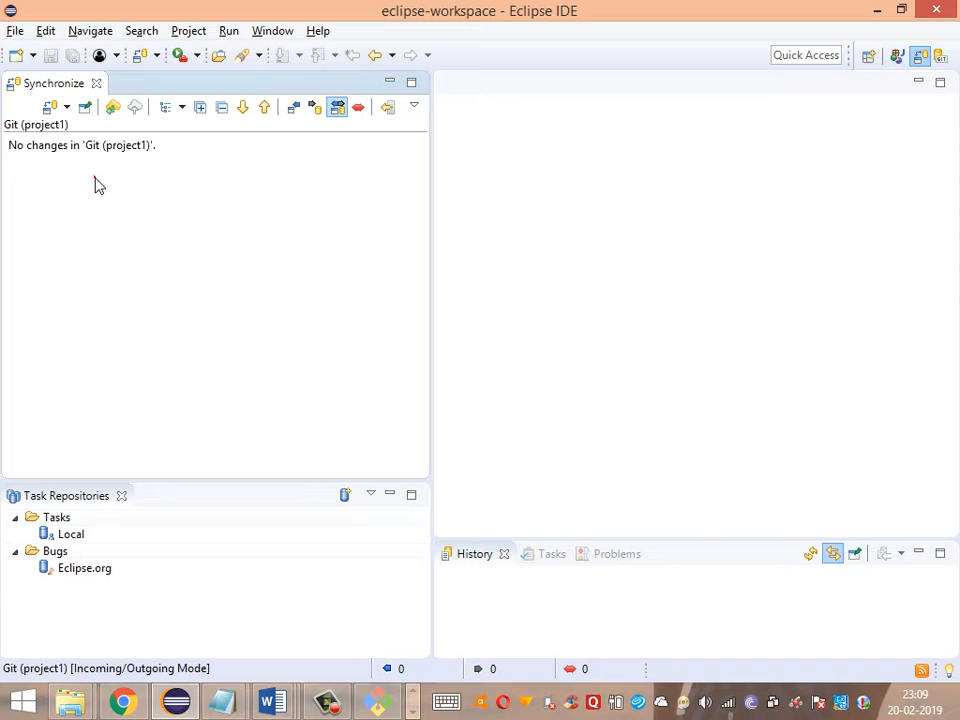 eclipse-workspace - Eclipse IDE
File Edit Navigate Search Project Run Window Help
Quick Access
GIT
Synchronize
Git (project1)
No changes in 'Git (project1)'.
Task Repositories
Tasks
Local
Bugs
Eclipse.org
History Tasks Problems
Git (project1) [Incoming/Outgoing Mode] 0 0 0
23:09
20-02-2019